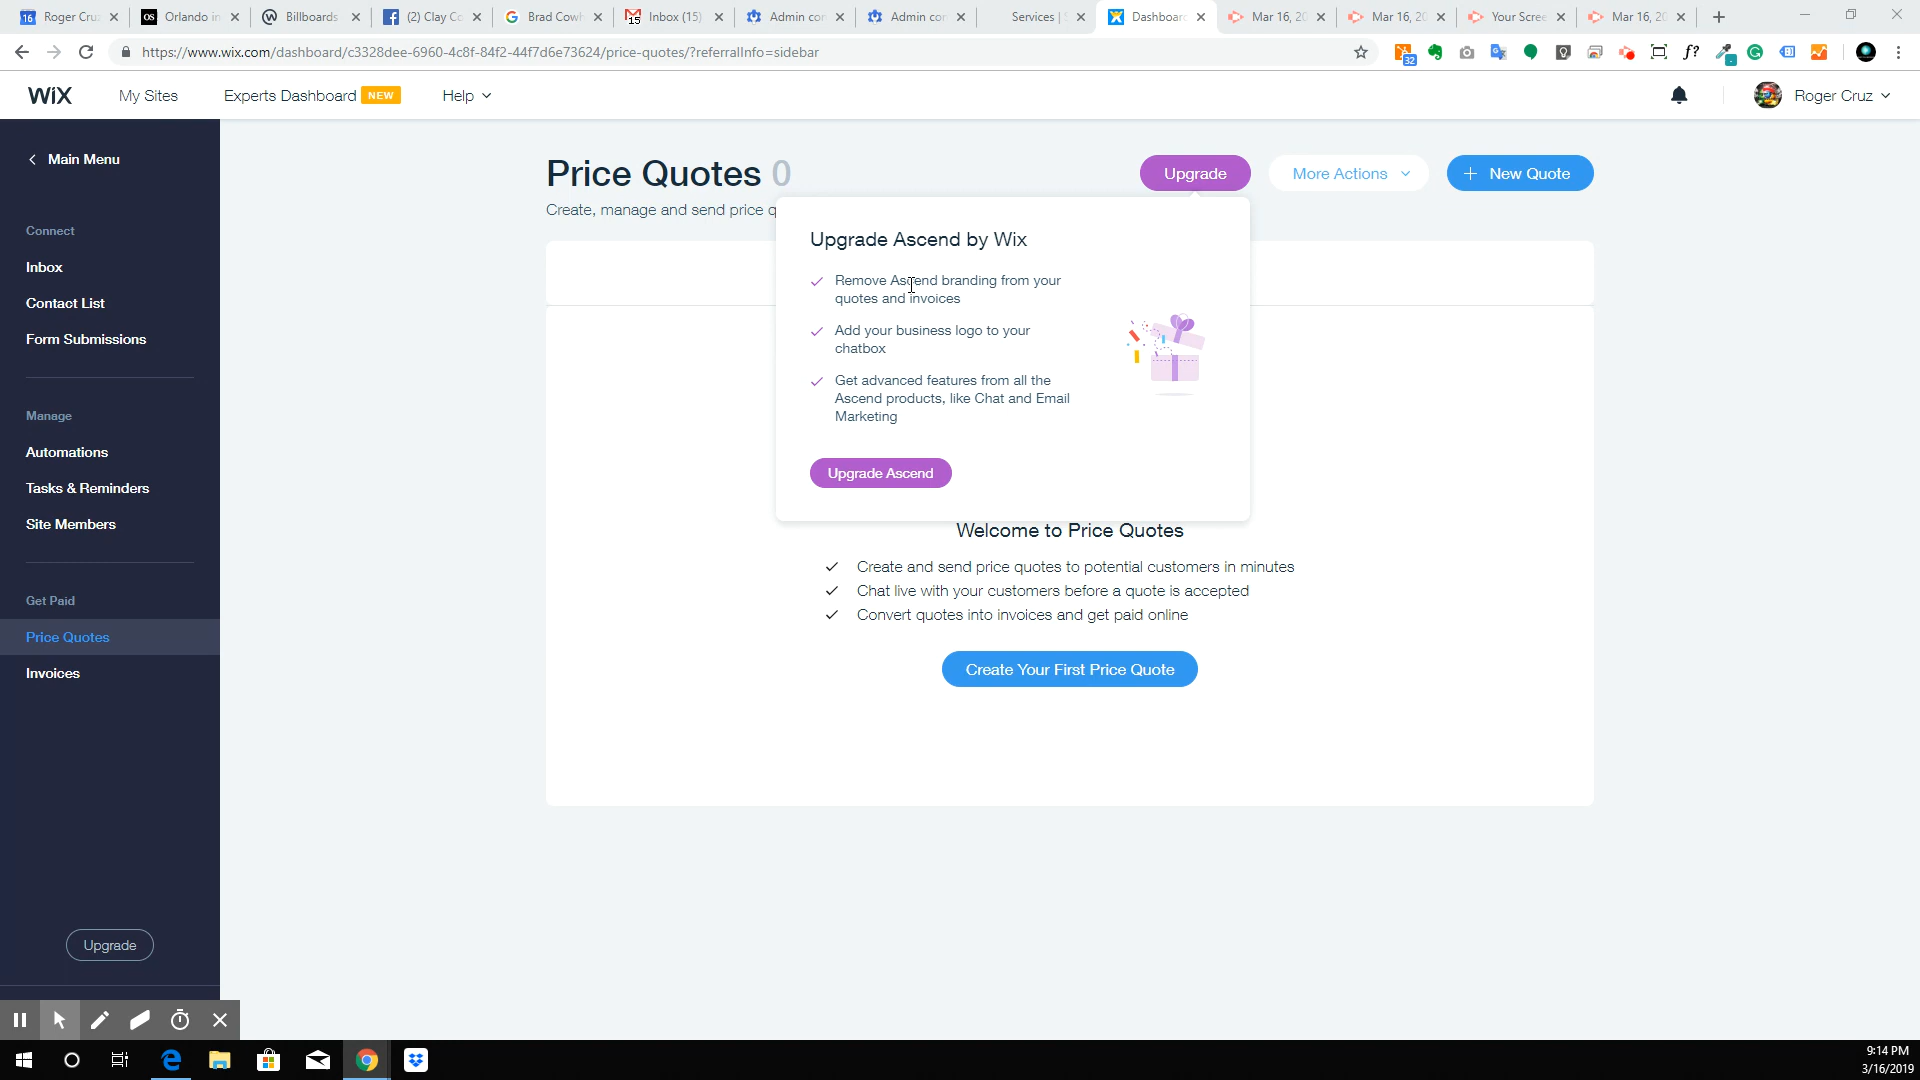 16 Roger Cru
OS Orlando in
Billboards
(2) Clay Co
Brad Cowh
15 Inbox (15)
Admin con
Admin con
Services |
Dashboard
Mar 16, 20
Mar 16, 20
Your Scree
Mar 16, 20
https://www.wix.com/dashboard/c3328dee-6960-4c8f-84f2-44f7d6e73624/price-quotes/?referralInfo=sidebar
32
f?
WiX
My Sites
Experts Dashboard NEW
Help
Roger Cruz
Main Menu
Connect
Inbox
Contact List
Form Submissions
Manage
Automations
Tasks & Reminders
Site Members
Get Paid
Price Quotes
Invoices
Upgrade
Price Quotes 0
Upgrade
More Actions
+ New Quote
Create, manage and send price q
Upgrade Ascend by Wix
Remove Ascend branding from your
quotes and invoices
Add your business logo to your
chatbox
Get advanced features from all the
Ascend products, like Chat and Email
Marketing
Upgrade Ascend
Welcome to Price Quotes
Create and send price quotes to potential customers in minutes
Chat live with your customers before a quote is accepted
Convert quotes into invoices and get paid online
Create Your First Price Quote
9:14 PM
3/16/2019